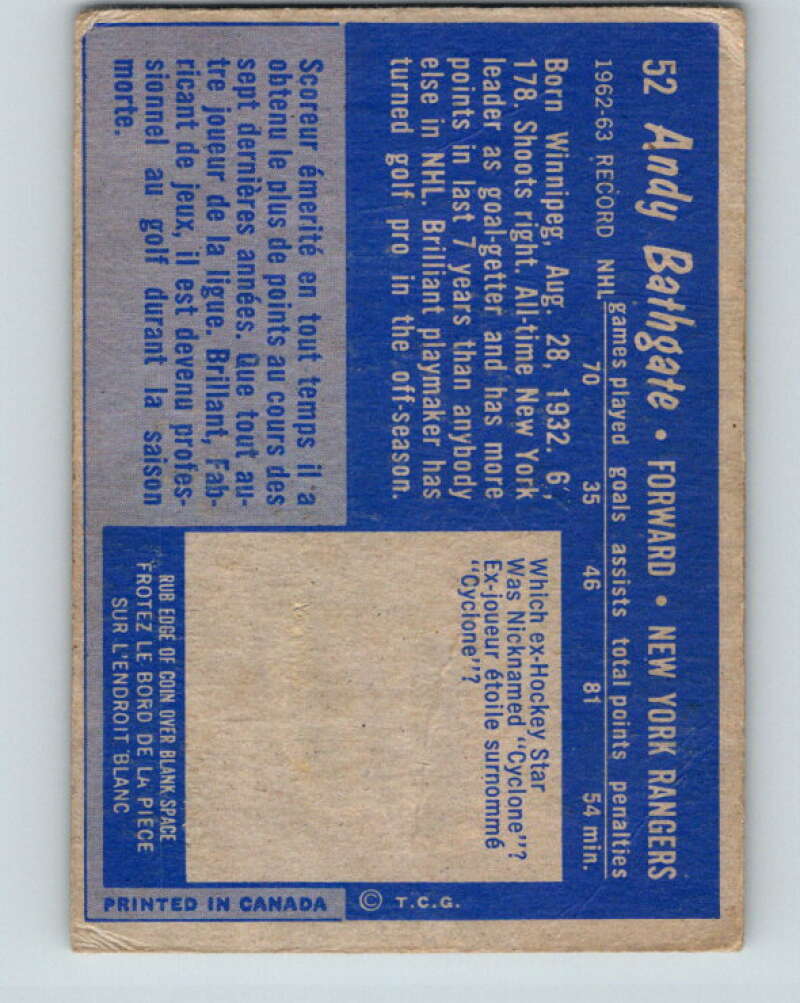 52 Andy Bathgate • FORWARD • NEW YORK RANGERS
games played goals assists total points penalties
1962-63 RECORD NHL 70 35 46 81 54 min.
Born Winnipeg, Aug. 28, 1932. 6',
178. Shoots right. All-time New York
leader as goal-getter and has more
points in last 7 years than anybody
else in NHL. Brilliant playmaker has
turned golf pro in the off-season.
Scoreur émerité en tout temps il a
obtenu le plus de points au cours des
sept dernières années. Que tout au-
tre joueur de la ligue. Brillant, Fab-
ricant de jeux, il est devenu profes-
sionnel au golf durant la saison
morte.
Which ex-Hockey Star
Was Nicknamed "Cyclone"?
Ex-joueur étoile surnommé
"Cyclone"?
RUB EDGE OF COIN OVER BLANK SPACE
FROTEZ LE BORD DE LA PIECE
SUR L'ENDROIT BLANC
PRINTED IN CANADA
© T.C.G.